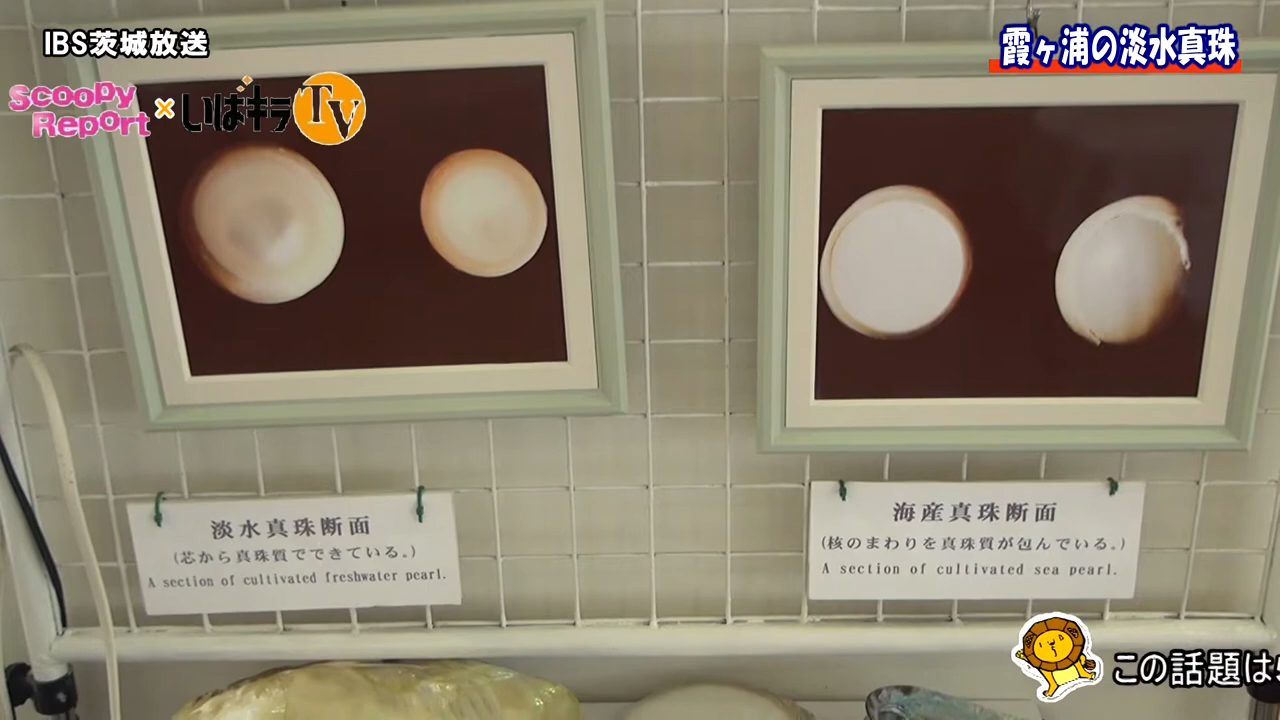 IBS茨城放送
霞ヶ浦の淡水真珠
Scoopy Report × いばキラTV
淡水真珠断面
(芯から真珠質でできている。)
A section of cultivated freshwater pearl.
海産真珠断面
(核のまわりを真珠質が包んでいる。)
A section of cultivated sea pearl.
この話題は